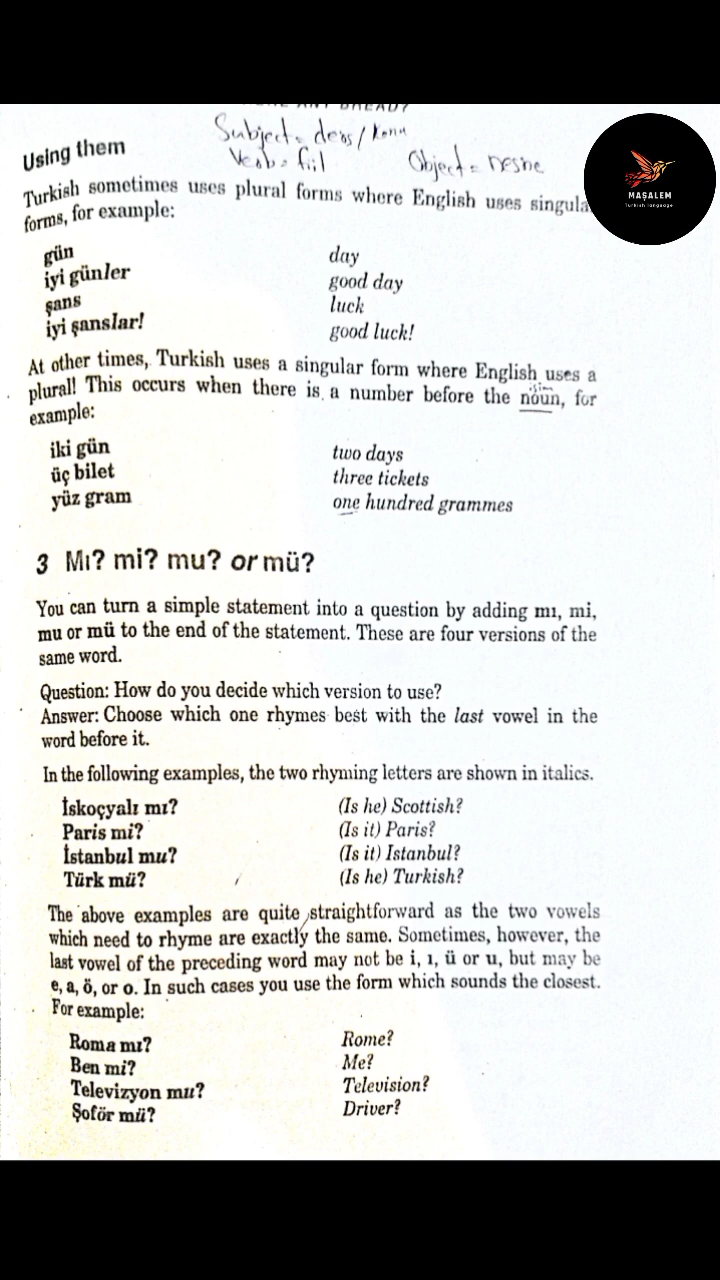 Subject = ders / konu
Verb = fiil Object = nesne
MAŞALEM
Turkish language
Using them
Turkish sometimes uses plural forms where English uses singula
forms, for example:
gün day
iyi günler good day
şans luck
iyi şanslar! good luck!
At other times, Turkish uses a singular form where English uses a
plural! This occurs when there is a number before the noun, for
isim
example:
iki gün two days
üç bilet three tickets
yüz gram one hundred grammes
3 Mı? mi? mu? or mü?
You can turn a simple statement into a question by adding mı, mi,
mu or mü to the end of the statement. These are four versions of the
same word.
Question: How do you decide which version to use?
Answer: Choose which one rhymes best with the last vowel in the
word before it.
In the following examples, the two rhyming letters are shown in italics.
İskoçyalı mı? (Is he) Scottish?
Paris mi? (Is it) Paris?
İstanbul mu? (Is it) Istanbul?
Türk mü? (Is he) Turkish?
The above examples are quite straightforward as the two vowels
which need to rhyme are exactly the same. Sometimes, however, the
last vowel of the preceding word may not be i, ı, ü or u, but may be
e, a, ö, or o. In such cases you use the form which sounds the closest.
For example:
Roma mı? Rome?
Ben mi? Me?
Televizyon mu? Television?
Şoför mü? Driver?